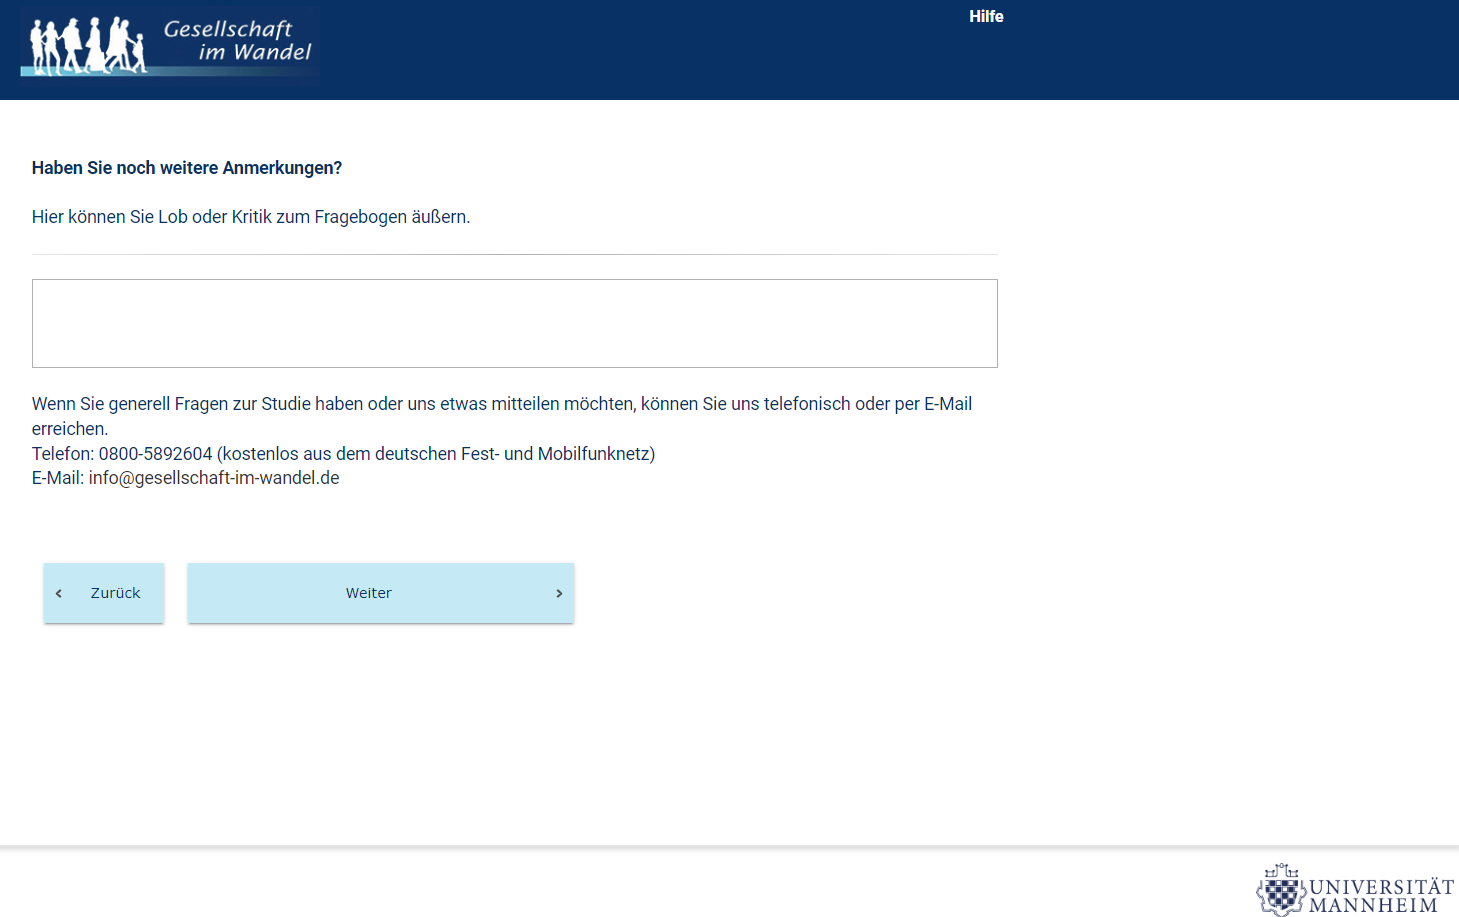 Gesellschaft
im Wandel
Hilfe
Haben Sie noch weitere Anmerkungen?
Hier können Sie Lob oder Kritik zum Fragebogen äußern.
Wenn Sie generell Fragen zur Studie haben oder uns etwas mitteilen möchten, können Sie uns telefonisch oder per E-Mail
erreichen.
Telefon: 0800-5892604 (kostenlos aus dem deutschen Fest- und Mobilfunknetz)
E-Mail: info@gesellschaft-im-wandel.de
Zurück
Weiter
UNIVERSITÄT
MANNHEIM